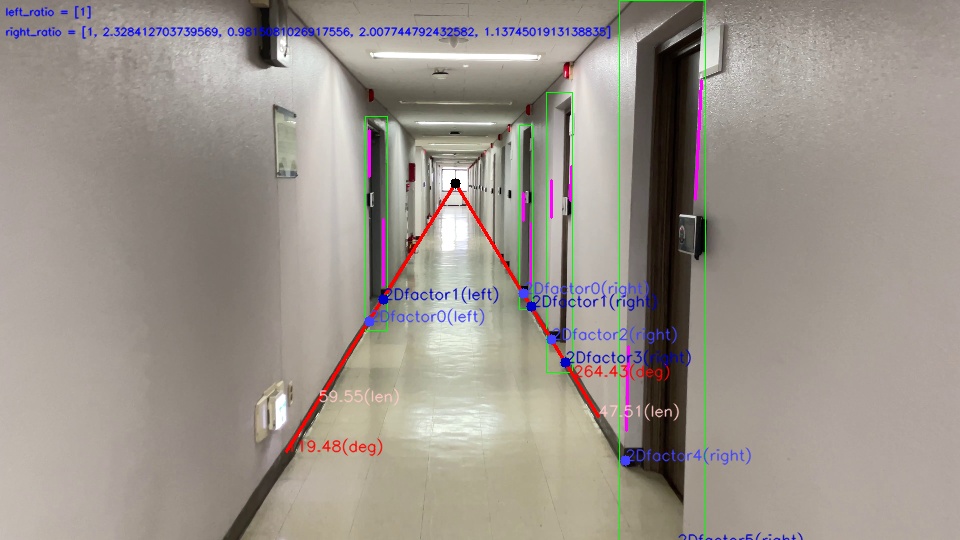 left_ratio = [1]
right_ratio = [1, 2.328412703739569, 0.9815081026917556, 2.007744792432582, 1.1374501913138835]
2Dfactor0(right)
2Dfactor1(left)
2Dfactor1(right)
2Dfactor0(left)
2Dfactor2(right)
2Dfactor3(right)
264.43(deg)
59.55(len)
47.51(len)
19.48(deg)
2Dfactor4(right)
2Dfactor5(right)